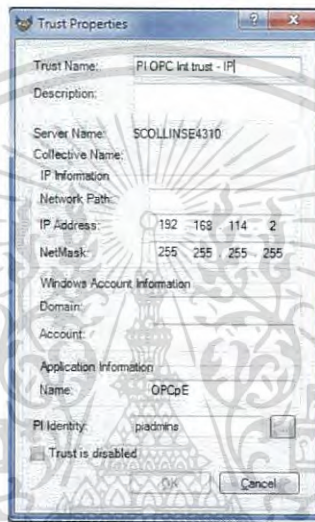 Trust Properties
Trust Name: PI OPC Int trust - IP
Description:
Server Name: SCOLLINSE4310
Collective Name:
IP Information
Network Path:
IP Address: 192 . 168 . 114 . 2
NetMask: 255 . 255 . 255 . 255
Windows Account Information
Domain:
Account:
Application Information
Name: OPCpE
PI Identity: piadmins ...
Trust is disabled
OK Cancel